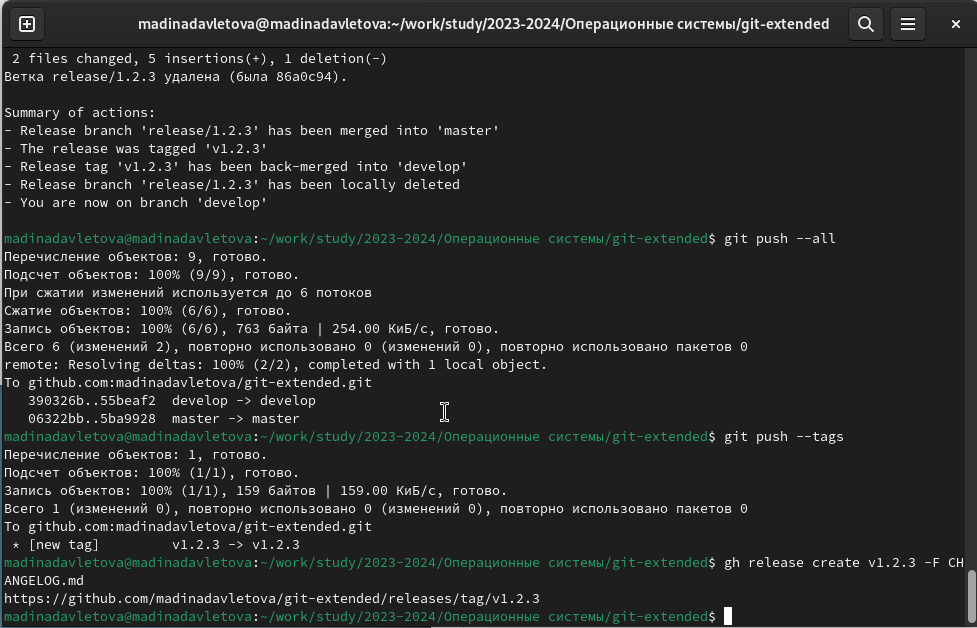 madinadavletova@madinadavletova:~/work/study/2023-2024/Операционные системы/git-extended
2 files changed, 5 insertions(+), 1 deletion(-)
Ветка release/1.2.3 удалена (была 86a0c94).
Summary of actions:
- Release branch 'release/1.2.3' has been merged into 'master'
- The release was tagged 'v1.2.3'
- Release tag 'v1.2.3' has been back-merged into 'develop'
- Release branch 'release/1.2.3' has been locally deleted
- You are now on branch 'develop'
madinadavletova@madinadavletova:~/work/study/2023-2024/Операционные системы/git-extended$ git push --all
Перечисление объектов: 9, готово.
Подсчет объектов: 100% (9/9), готово.
При сжатии изменений используется до 6 потоков
Сжатие объектов: 100% (6/6), готово.
Запись объектов: 100% (6/6), 763 байта | 254.00 КиБ/с, готово.
Всего 6 (изменений 2), повторно использовано 0 (изменений 0), повторно использовано пакетов 0
remote: Resolving deltas: 100% (2/2), completed with 1 local object.
To github.com:madinadavletova/git-extended.git
390326b..55beaf2  develop -> develop
06322bb..5ba9928  master -> master
madinadavletova@madinadavletova:~/work/study/2023-2024/Операционные системы/git-extended$ git push --tags
Перечисление объектов: 1, готово.
Подсчет объектов: 100% (1/1), готово.
Запись объектов: 100% (1/1), 159 байтов | 159.00 КиБ/с, готово.
Всего 1 (изменений 0), повторно использовано 0 (изменений 0), повторно использовано пакетов 0
To github.com:madinadavletova/git-extended.git
* [new tag]         v1.2.3 -> v1.2.3
madinadavletova@madinadavletova:~/work/study/2023-2024/Операционные системы/git-extended$ gh release create v1.2.3 -F CH
ANGELOG.md
https://github.com/madinadavletova/git-extended/releases/tag/v1.2.3
madinadavletova@madinadavletova:~/work/study/2023-2024/Операционные системы/git-extended$